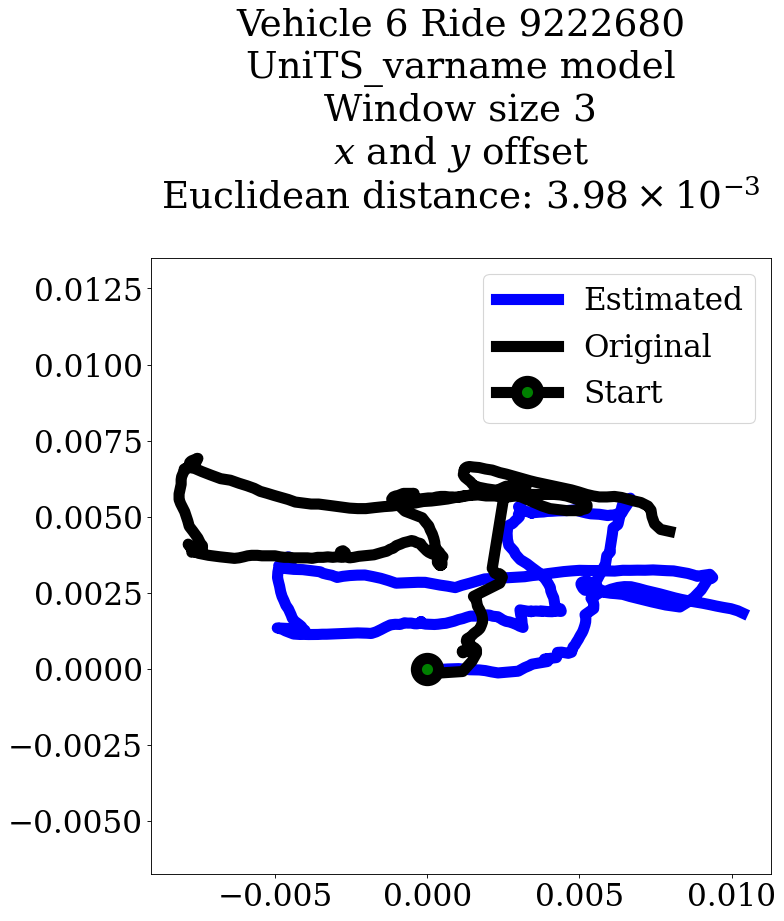 Vehicle 6 Ride 9222680
UniTS_varname model
Window size 3
x and y offset
Euclidean distance: 3.98 × 10⁻³
Estimated
Original
Start
0.0125
0.0100
0.0075
0.0050
0.0025
0.0000
−0.0025
−0.0050
−0.005 0.000 0.005 0.010